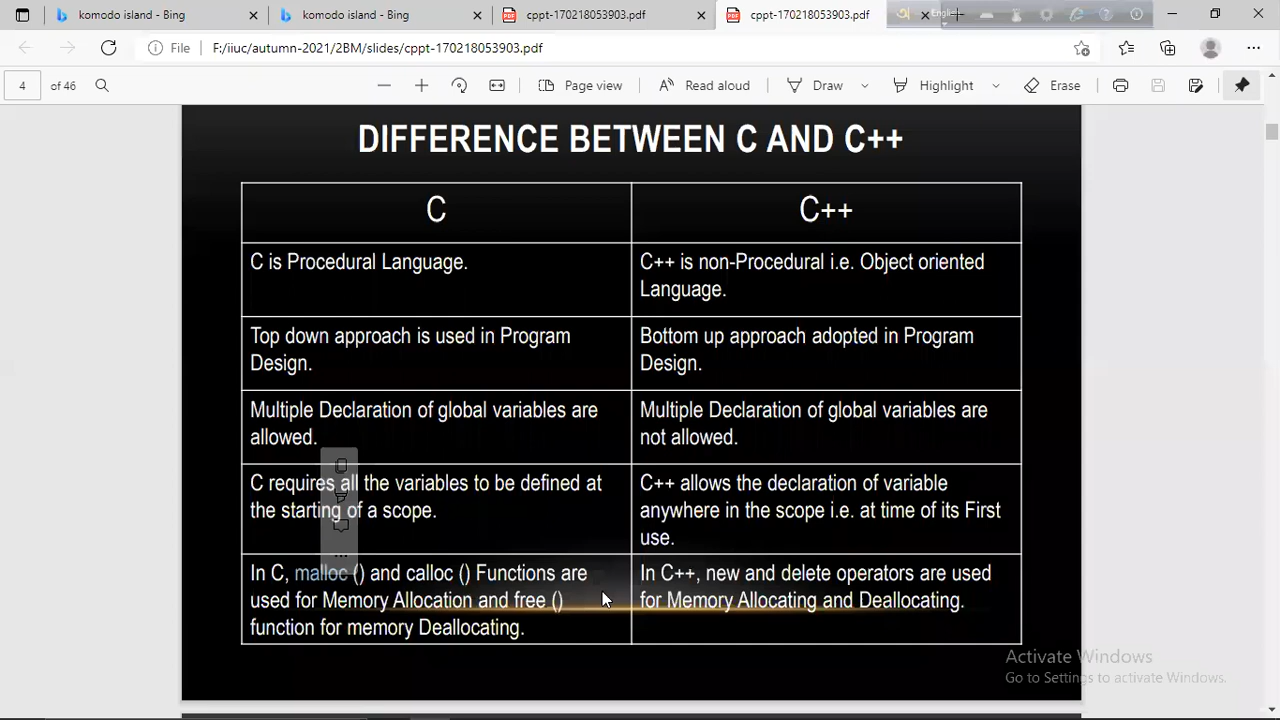 komodo island - Bing
komodo island - Bing
cppt-170218053903.pdf
cppt-170218053903.pdf
English
File
F:/iiuc/autumn-2021/2BM/slides/cppt-170218053903.pdf
4 of 46
Page view
Read aloud
Draw
Highlight
Erase
DIFFERENCE BETWEEN C AND C++
C
C++
C is Procedural Language.
C++ is non-Procedural i.e. Object oriented
Language.
Top down approach is used in Program
Design.
Bottom up approach adopted in Program
Design.
Multiple Declaration of global variables are
allowed.
Multiple Declaration of global variables are
not allowed.
C requires all the variables to be defined at
the starting of a scope.
C++ allows the declaration of variable
anywhere in the scope i.e. at time of its First
use.
In C, malloc () and calloc () Functions are
used for Memory Allocation and free ()
function for memory Deallocating.
In C++, new and delete operators are used
for Memory Allocating and Deallocating.
Activate Windows
Go to Settings to activate Windows.